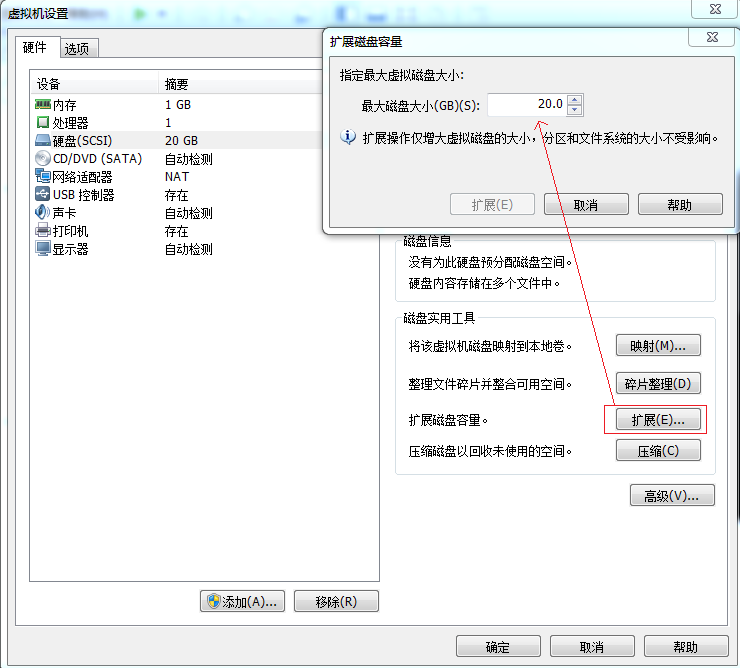 虚拟机设置
硬件 选项
设备 摘要
内存 1 GB
处理器 1
硬盘(SCSI) 20 GB
CD/DVD (SATA) 自动检测
网络适配器 NAT
USB 控制器 存在
声卡 自动检测
打印机 存在
显示器 自动检测
添加(A)... 移除(R)
扩展磁盘容量
指定最大虚拟磁盘大小:
最大磁盘大小(GB)(S): 20.0
扩展操作仅增大虚拟磁盘的大小，分区和文件系统的大小不受影响。
扩展(E) 取消 帮助
磁盘信息
没有为此硬盘预分配磁盘空间。
硬盘内容存储在多个文件中。
磁盘实用工具
将该虚拟机磁盘映射到本地卷。 映射(M)...
整理文件碎片并整合可用空间。 碎片整理(D)
扩展磁盘容量。 扩展(E)...
压缩磁盘以回收未使用的空间。 压缩(C)
高级(V)...
确定 取消 帮助